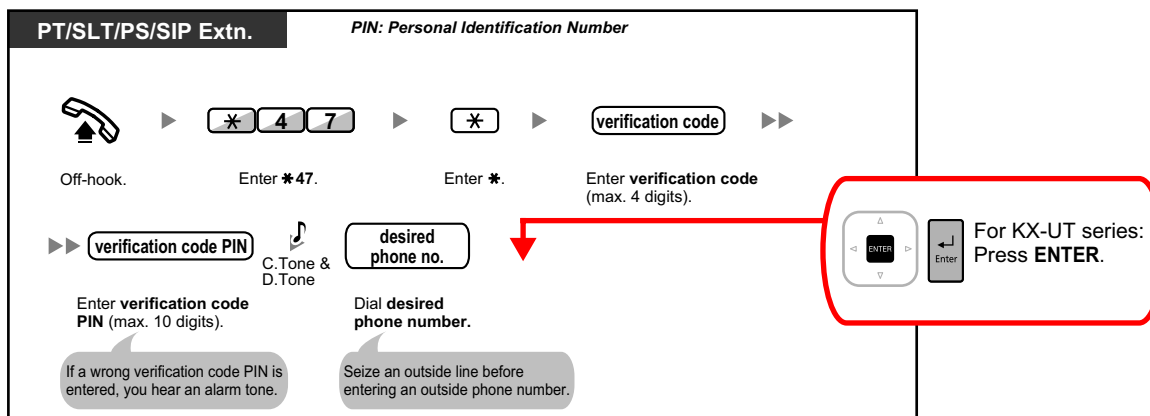 PT/SLT/PS/SIP Extn.
PIN: Personal Identification Number
* 4 7
*
verification code
Off-hook.
Enter *47.
Enter *.
Enter verification code
(max. 4 digits).
verification code PIN
C.Tone &
D.Tone
desired
phone no.
Enter verification code
PIN (max. 10 digits).
Dial desired
phone number.
If a wrong verification code PIN is
entered, you hear an alarm tone.
Seize an outside line before
entering an outside phone number.
ENTER
Enter
For KX-UT series:
Press ENTER.